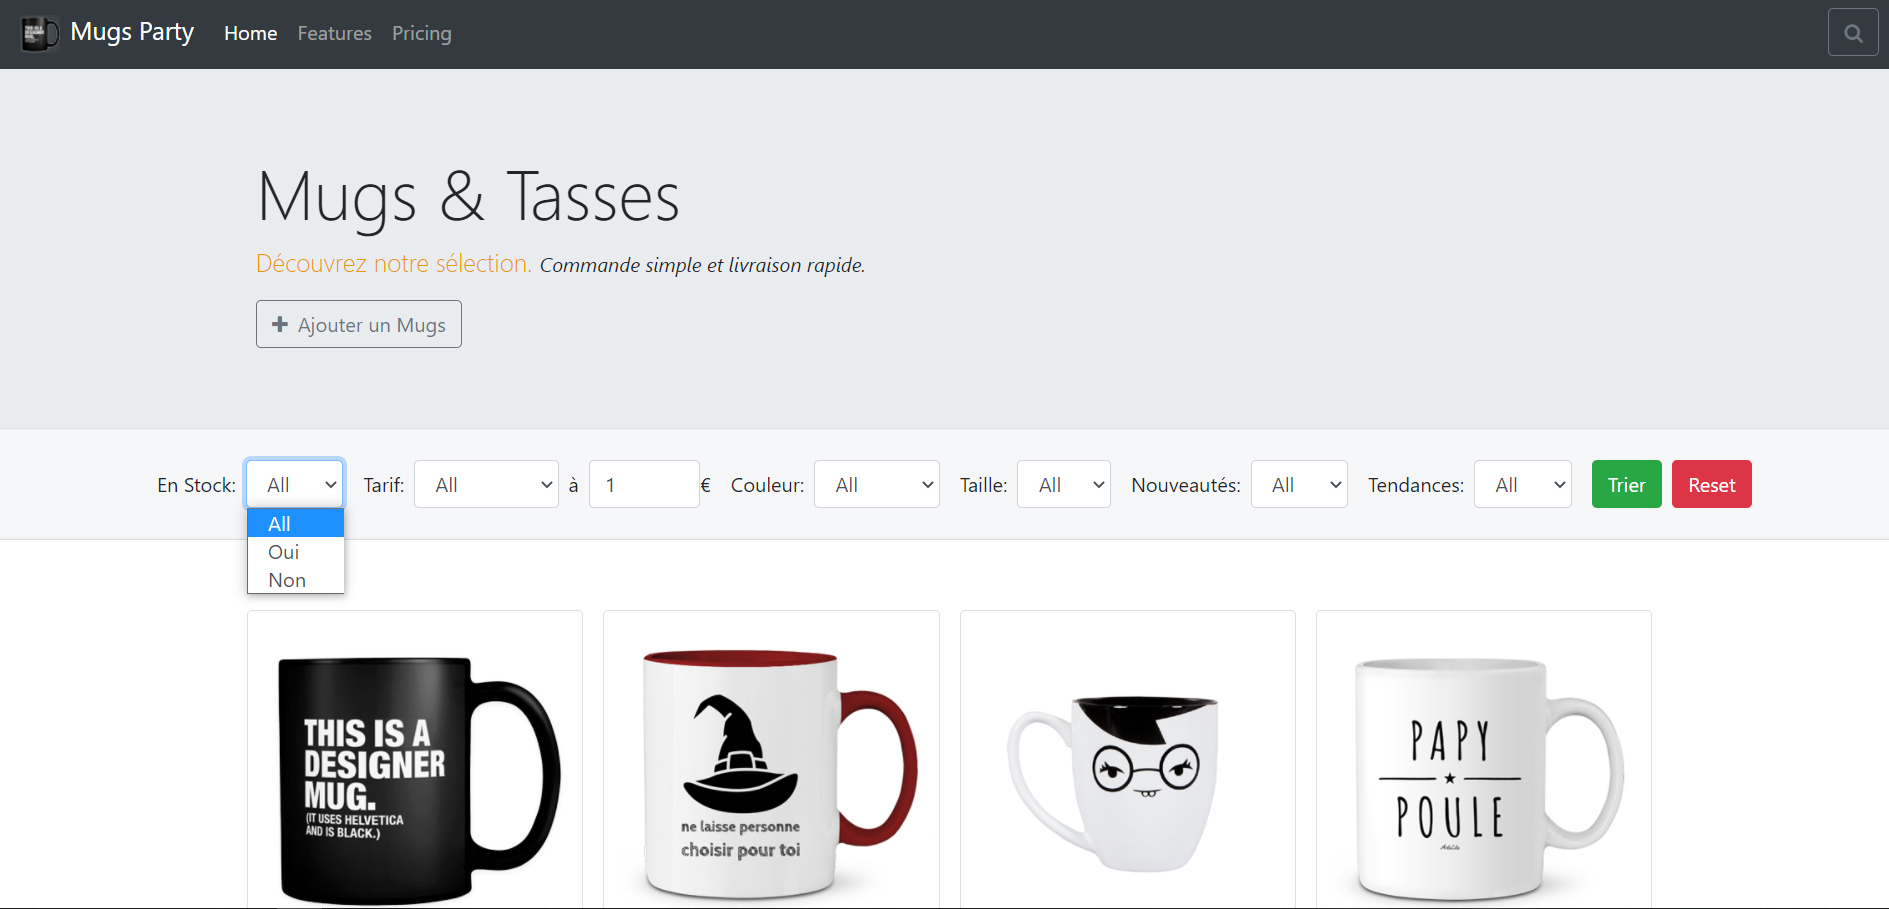 Mugs Party Home Features Pricing
Mugs & Tasses
Découvrez notre sélection. Commande simple et livraison rapide.
Ajouter un Mugs
En Stock: All Tarif: All à 1 € Couleur: All Taille: All Nouveautés: All Tendances: All Trier Reset
All
Oui
Non
THIS IS A
DESIGNER
MUG.
(IT USES HELVETICA
AND IS BLACK.)
ne laisse personne
choisir pour toi
PAPY
POULE